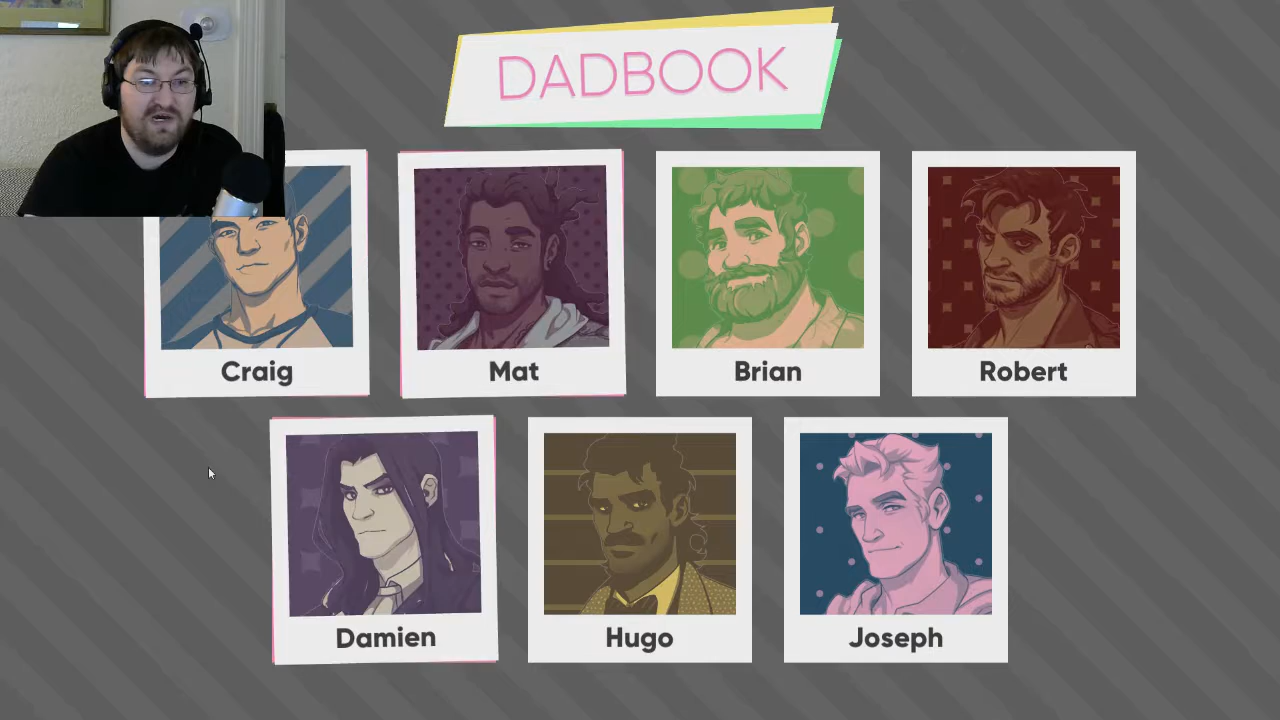 DADBOOK
Craig
Mat
Brian
Robert
Damien
Hugo
Joseph